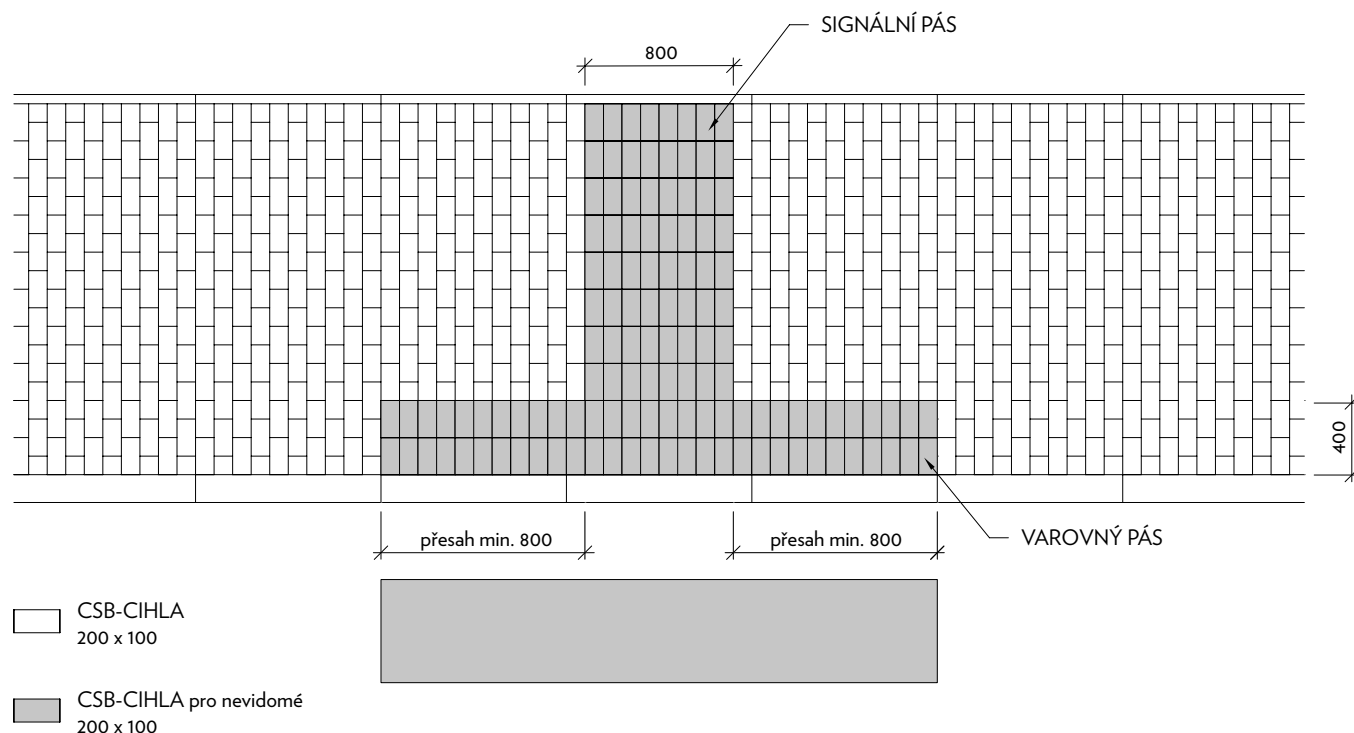 SIGNÁLNÍ PÁS
800
400
přesah min. 800
přesah min. 800
VAROVNÝ PÁS
CSB-CIHLA
200 x 100
CSB-CIHLA pro nevidomé
200 x 100